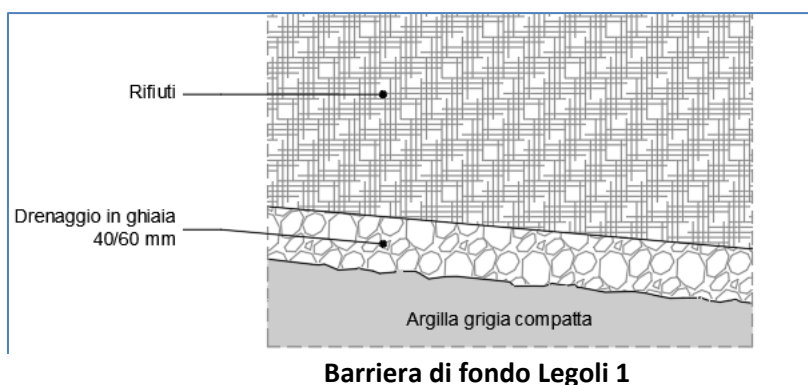 Rifiuti
Drenaggio in ghiaia
40/60 mm
Argilla grigia compatta
Barriera di fondo Legoli 1